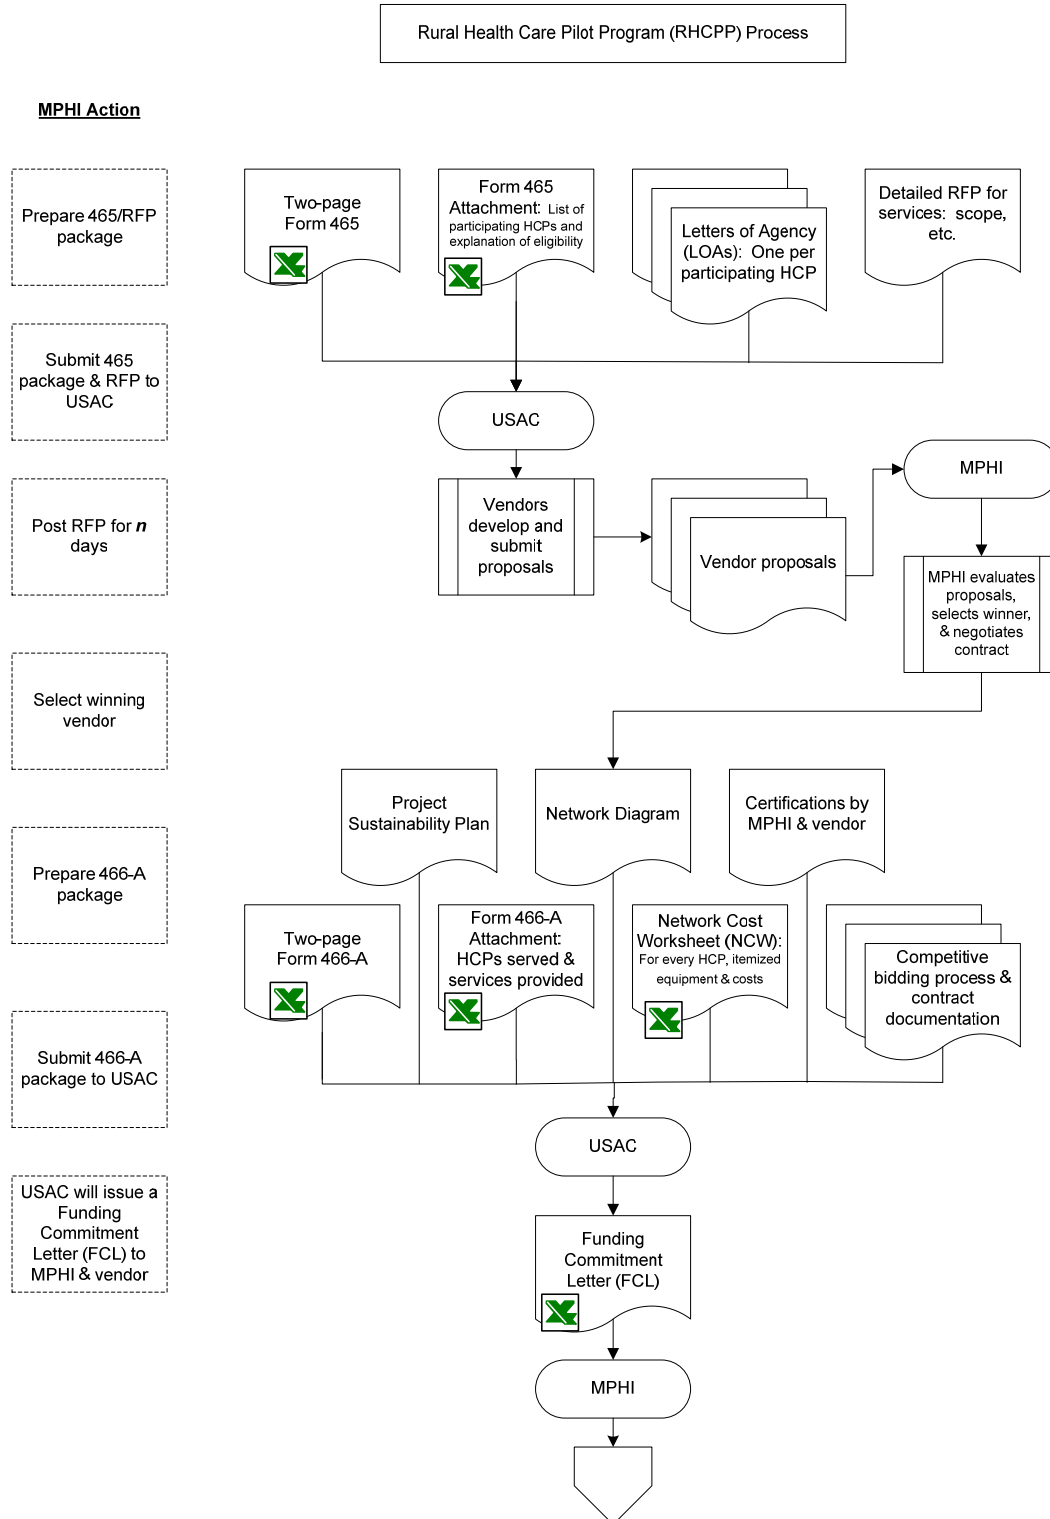 Rural Health Care Pilot Program (RHCPP) Process
MPHI Action
Prepare 465/RFP
package
Two-page
Form 465
Form 465
Attachment: List of
participating HCPs and
explanation of eligibility
Letters of Agency
(LOAs): One per
participating HCP
Detailed RFP for
services: scope,
etc.
Submit 465
package & RFP to
USAC
USAC
MPHI
Post RFP for n
days
Vendors
develop and
submit
proposals
Vendor proposals
MPHI evaluates
proposals,
selects winner,
& negotiates
contract
Select winning
vendor
Project
Sustainability Plan
Network Diagram
Certifications by
MPHI & vendor
Prepare 466-A
package
Two-page
Form 466-A
Form 466-A
Attachment:
HCPs served &
services provided
Network Cost
Worksheet (NCW):
For every HCP, itemized
equipment & costs
Competitive
bidding process &
contract
documentation
Submit 466-A
package to USAC
USAC
USAC will issue a
Funding
Commitment
Letter (FCL) to
MPHI & vendor
Funding
Commitment
Letter (FCL)
MPHI